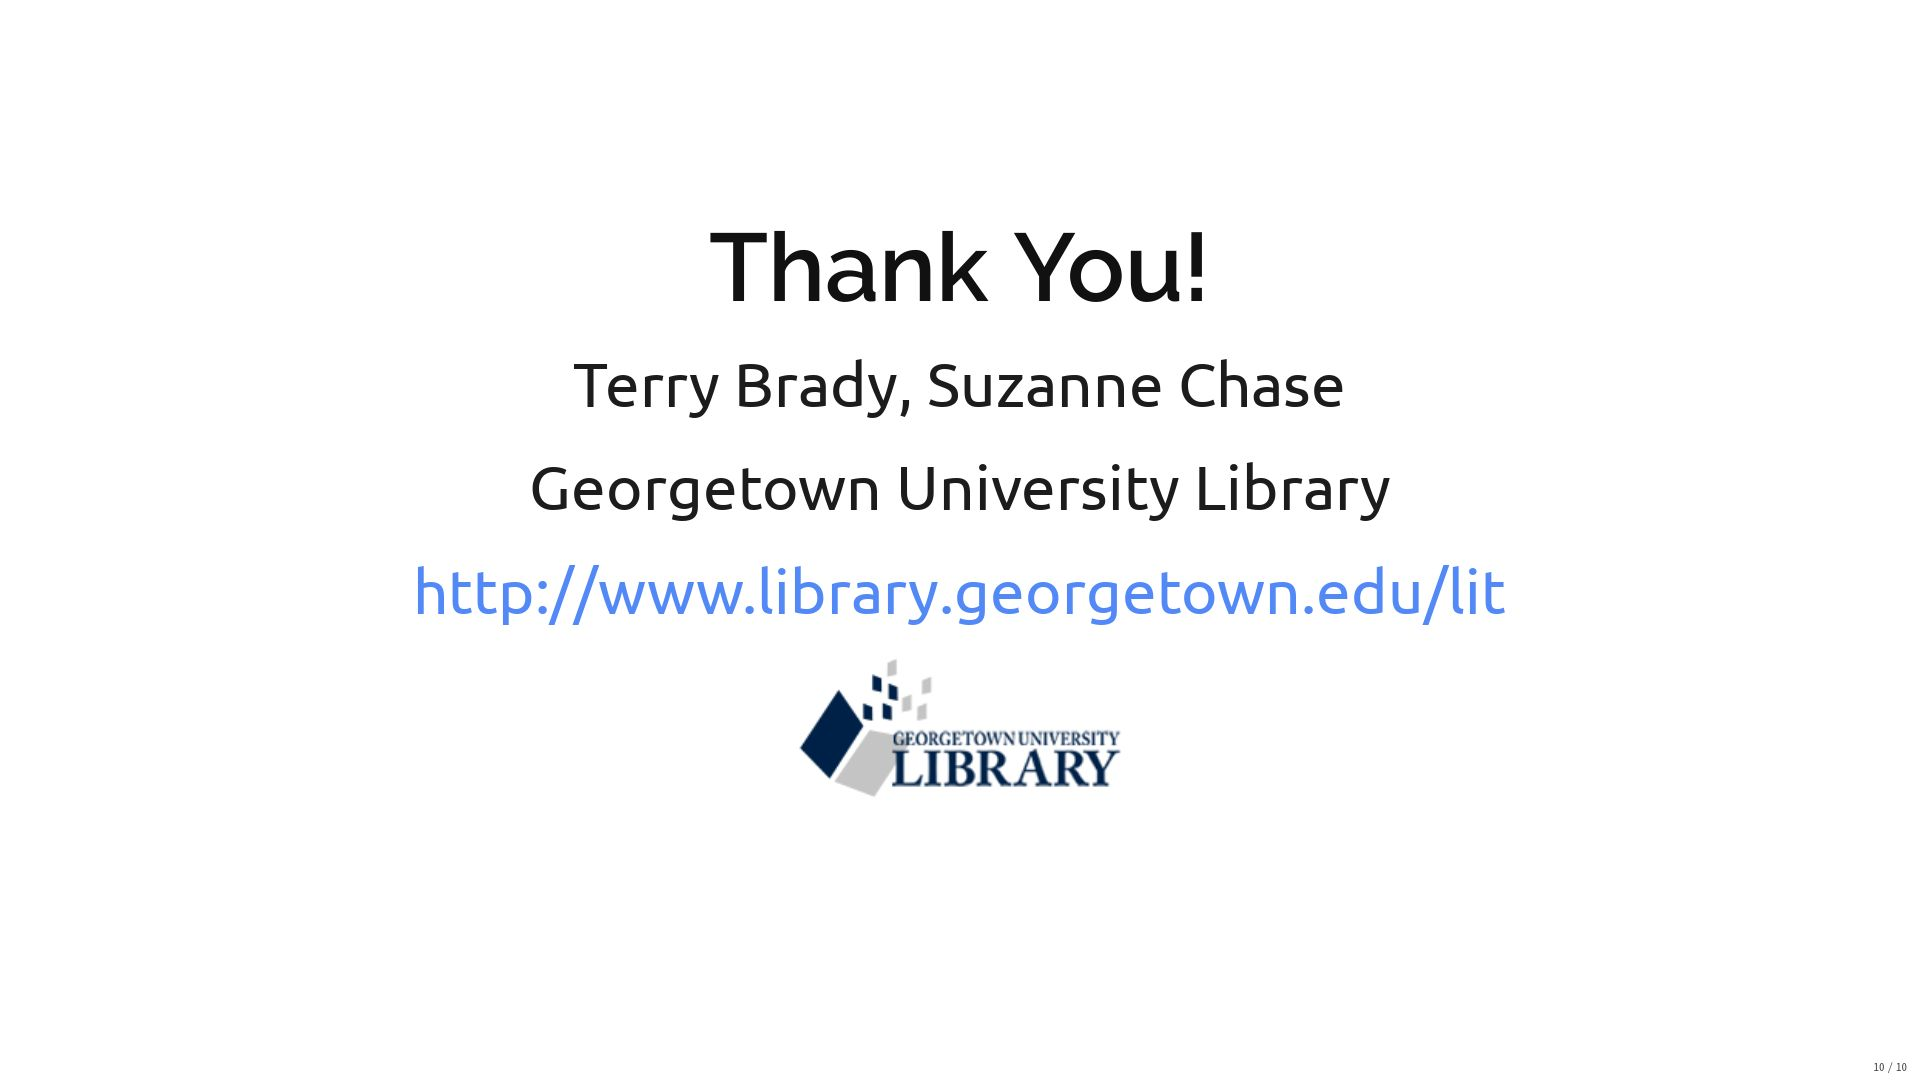 Thank You!
Terry Brady, Suzanne Chase
Georgetown University Library
http://www.library.georgetown.edu/lit
GEORGETOWN UNIVERSITY
LIBRARY
10 / 10